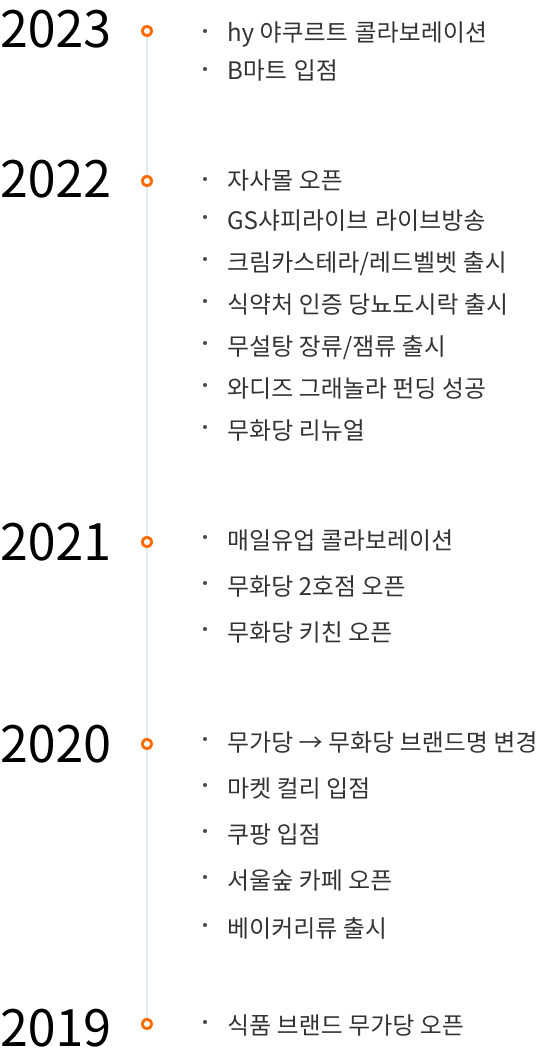 2023
· hy 야쿠르트 콜라보레이션
· B마트 입점
2022
· 자사몰 오픈
· GS샤피라이브 라이브방송
· 크림카스테라/레드벨벳 출시
· 식약처 인증 당뇨도시락 출시
· 무설탕 장류/잼류 출시
· 와디즈 그래놀라 펀딩 성공
· 무화당 리뉴얼
2021
· 매일유업 콜라보레이션
· 무화당 2호점 오픈
· 무화당 키친 오픈
2020
· 무가당 → 무화당 브랜드명 변경
· 마켓 컬리 입점
· 쿠팡 입점
· 서울숲 카페 오픈
· 베이커리류 출시
2019
· 식품 브랜드 무가당 오픈